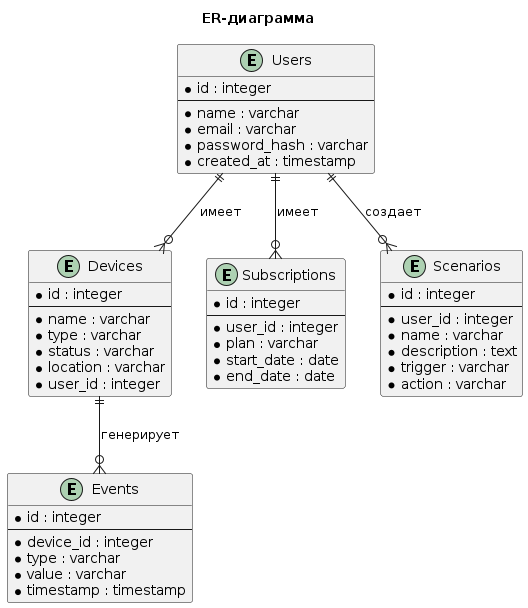 ER-диаграмма
E Users
id : integer
name : varchar
email : varchar
password_hash : varchar
created_at : timestamp
имеет
имеет
создает
E Devices
id : integer
name : varchar
type : varchar
status : varchar
location : varchar
user_id : integer
E Subscriptions
id : integer
user_id : integer
plan : varchar
start_date : date
end_date : date
E Scenarios
id : integer
user_id : integer
name : varchar
description : text
trigger : varchar
action : varchar
генерирует
E Events
id : integer
device_id : integer
type : varchar
value : varchar
timestamp : timestamp